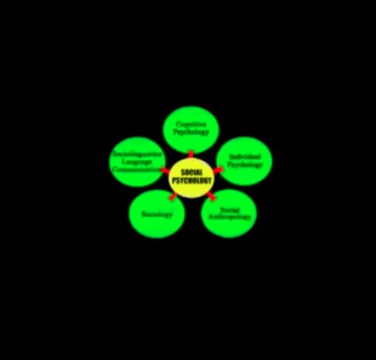 Cognitive
Psychology
Sociolinguistics
Language
Communication
Individual
Psychology
SOCIAL
PSYCHOLOGY
Sociology
Social
Anthropology